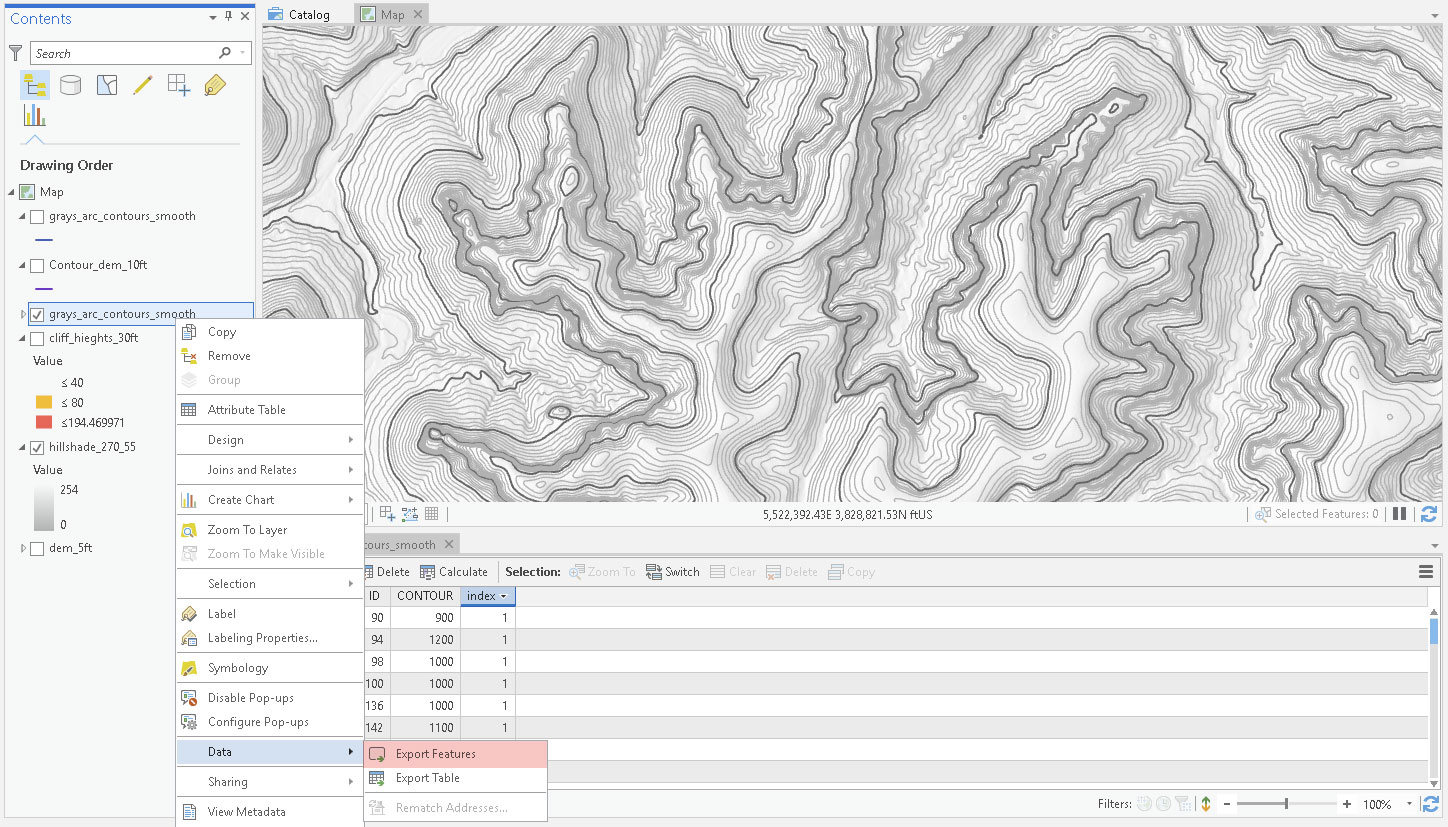 Contents
Catalog
Map
Search
Drawing Order
Map
grays_arc_contours_smooth
Contour_dem_10ft
grays_arc_contours_smooth
cliff_hieghts_30ft
Value
≤ 40
≤ 80
≤194.469971
hillshade_270_55
Value
254
0
dem_5ft
Copy
Remove
Group
Attribute Table
Design
Joins and Relates
Create Chart
Zoom To Layer
Zoom To Make Visible
Selection
Label
Labeling Properties...
Symbology
Disable Pop-ups
Configure Pop-ups
Data
Sharing
View Metadata
Export Features
Export Table
Rematch Addresses...
5,522,392.43E 3,828,821.53N ftUS
Selected Features: 0
tours_smooth
Delete Calculate Selection: Zoom To Switch Clear Delete Copy
ID CONTOUR index
90 900 1
94 1200 1
98 1000 1
100 1000 1
136 1000 1
142 1100 1
Filters: - + 100%